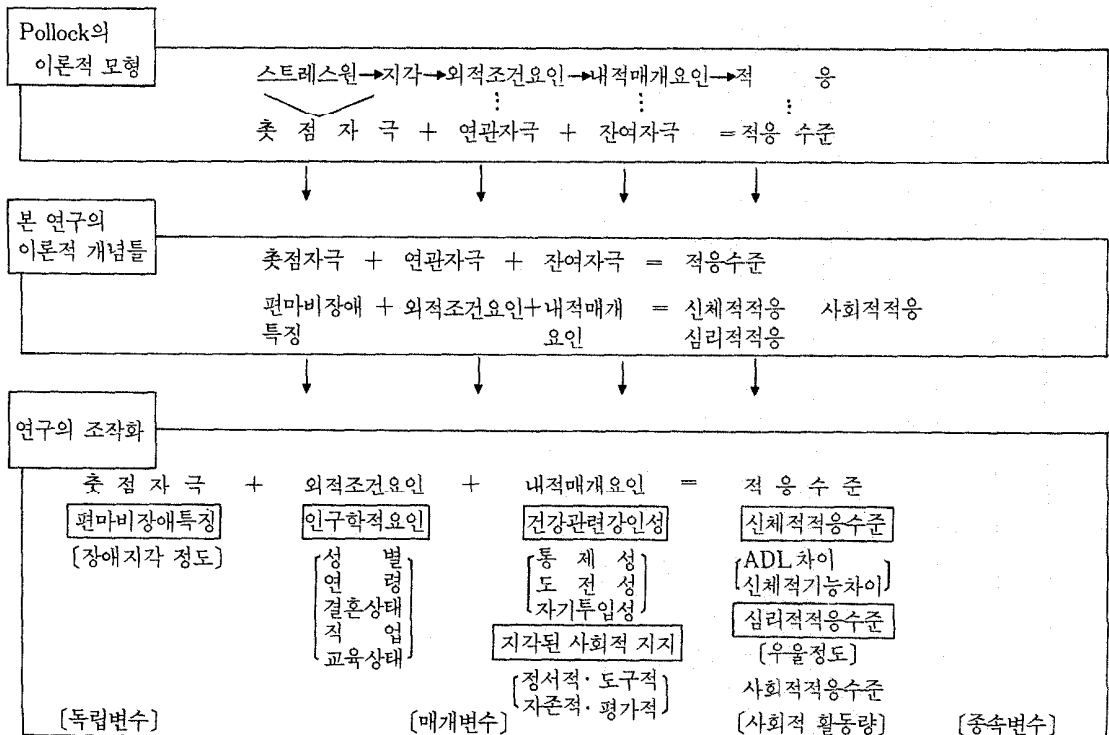 Pollock의
이론적 모형
스트레스원→지각→외적조건요인→내적매개요인→적 응
촛 점 자 극 + 연관자극 + 잔여자극 =적응 수준
본 연구의
이론적 개념틀
촛점자극 + 연관자극 + 잔여자극 = 적응수준
편마비장애 + 외적조건요인+내적매개 = 신체적적응 사회적적응
특징 요인 심리적적응
연구의 조작화
촛 점 자 극 + 외적조건요인 + 내적매개요인 = 적 응 수 준
편마비장애특징 인구학적요인 건강관련강인성 신체적적응수준
〔장애지각 정도〕 성 별 통 제 성 ADL차이
연 령 도 전 성 신체적기능차이
결혼상태 자기투입성 심리적적응수준
직 업 지각된 사회적 지지
교육상태 〔우울정도〕
정서적·도구적 사회적적응수준
자존적·평가적
〔독립변수〕 〔매개변수〕 〔사회적 활동량〕 〔종속변수〕